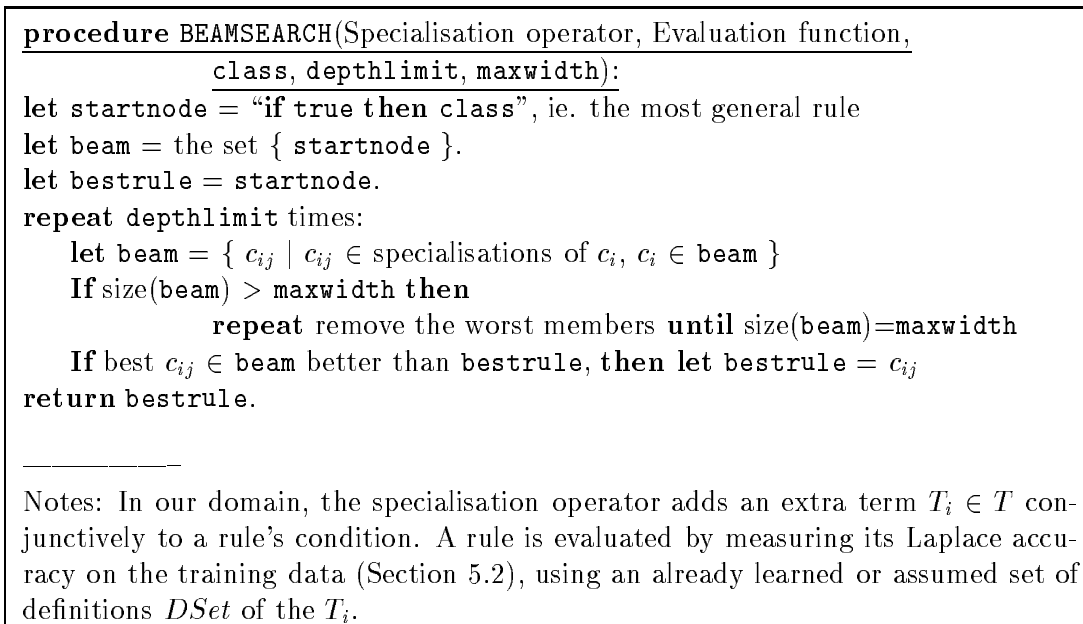 procedure BEAMSEARCH(Specialisation operator, Evaluation function,
class, depthlimit, maxwidth):
let startnode = “if true then class”, ie. the most general rule
let beam = the set { startnode }.
let bestrule = startnode.
repeat depthlimit times:
let beam = { c_ij | c_ij ∈ specialisations of c_i, c_i ∈ beam }
If size(beam) > maxwidth then
repeat remove the worst members until size(beam)=maxwidth
If best c_ij ∈ beam better than bestrule, then let bestrule = c_ij
return bestrule.
—————–
Notes: In our domain, the specialisation operator adds an extra term T_i ∈ T con-
junctively to a rule's condition. A rule is evaluated by measuring its Laplace accu-
racy on the training data (Section 5.2), using an already learned or assumed set of
definitions DSet of the T_i.